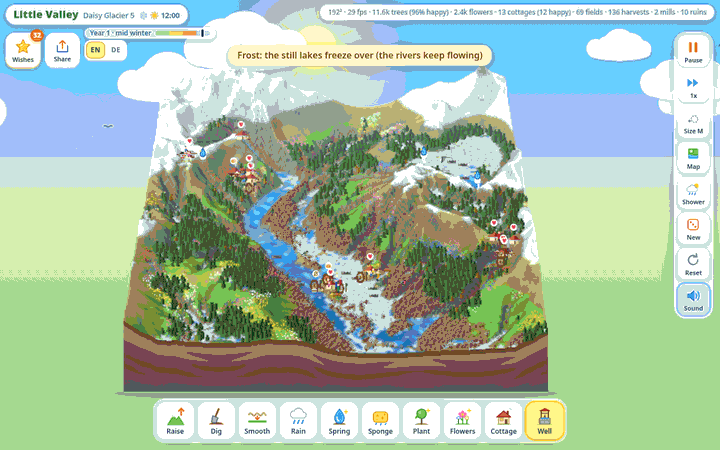 Little Valley Daisy Glacier 5 12:00
192² · 29 fps · 11.6k trees (96% happy) · 2.4k flowers · 13 cottages (12 happy) · 69 fields · 136 harvests · 2 mills · 10 ruins
Year 1 · mid winter
32
Wishes
Share
EN
DE
Frost: the still lakes freeze over (the rivers keep flowing)
Pause
1x
Size M
Map
Shower
New
Reset
Sound
Raise
Dig
Smooth
Rain
Spring
Sponge
Plant
Flowers
Cottage
Well